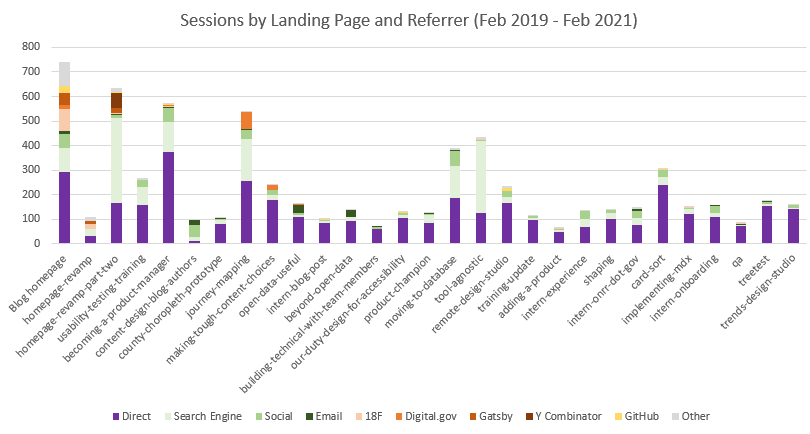 Sessions by Landing Page and Referrer (Feb 2019 - Feb 2021)
800
700
600
500
400
300
200
100
0
Blog homepage
homepage-revamp
homepage-revamp-part-two
usability-testing-training
becoming-a-product-manager
content-design-blog-authors
county-choropleth-prototype
journey-mapping
making-tough-content-choices
open-data-useful
intern-blog-post
beyond-open-data
building-technical-with-team-members
our-duty-design-for-accessibility
product-champion
moving-to-database
tool-agnostic
remote-design-studio
training-update
adding-a-product
intern-experience
shaping
intern-onrr-dot-gov
card-sort
implementing-mdx
intern-onboarding
qa
treetest
trends-design-studio
Direct Search Engine Social Email 18F Digital.gov Gatsby Y Combinator GitHub Other